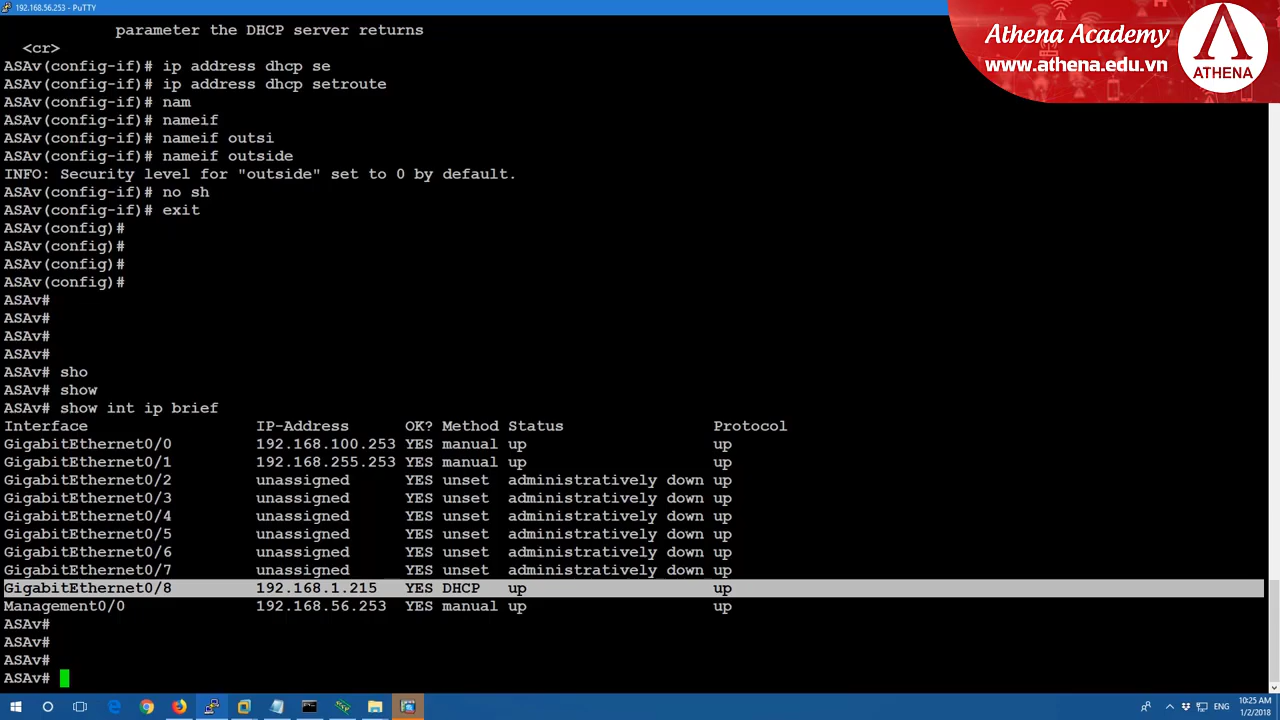 192.168.56.253 - PuTTY
Athena Academy
www.athena.edu.vn
ATHENA
parameter the DHCP server returns
<cr>
ASAv(config-if)# ip address dhcp se
ASAv(config-if)# ip address dhcp setroute
ASAv(config-if)# nam
ASAv(config-if)# nameif
ASAv(config-if)# nameif outsi
ASAv(config-if)# nameif outside
INFO: Security level for "outside" set to 0 by default.
ASAv(config-if)# no sh
ASAv(config-if)# exit
ASAv(config)#
ASAv(config)#
ASAv(config)#
ASAv(config)#
ASAv#
ASAv#
ASAv#
ASAv#
ASAv# sho
ASAv# show
ASAv# show int ip brief
Interface IP-Address OK? Method Status Protocol
GigabitEthernet0/0 192.168.100.253 YES manual up up
GigabitEthernet0/1 192.168.255.253 YES manual up up
GigabitEthernet0/2 unassigned YES unset administratively down up
GigabitEthernet0/3 unassigned YES unset administratively down up
GigabitEthernet0/4 unassigned YES unset administratively down up
GigabitEthernet0/5 unassigned YES unset administratively down up
GigabitEthernet0/6 unassigned YES unset administratively down up
GigabitEthernet0/7 unassigned YES unset administratively down up
GigabitEthernet0/8 192.168.1.215 YES DHCP up up
Management0/0 192.168.56.253 YES manual up up
ASAv#
ASAv#
ASAv#
ASAv#
ENG
10:25 AM
1/2/2018